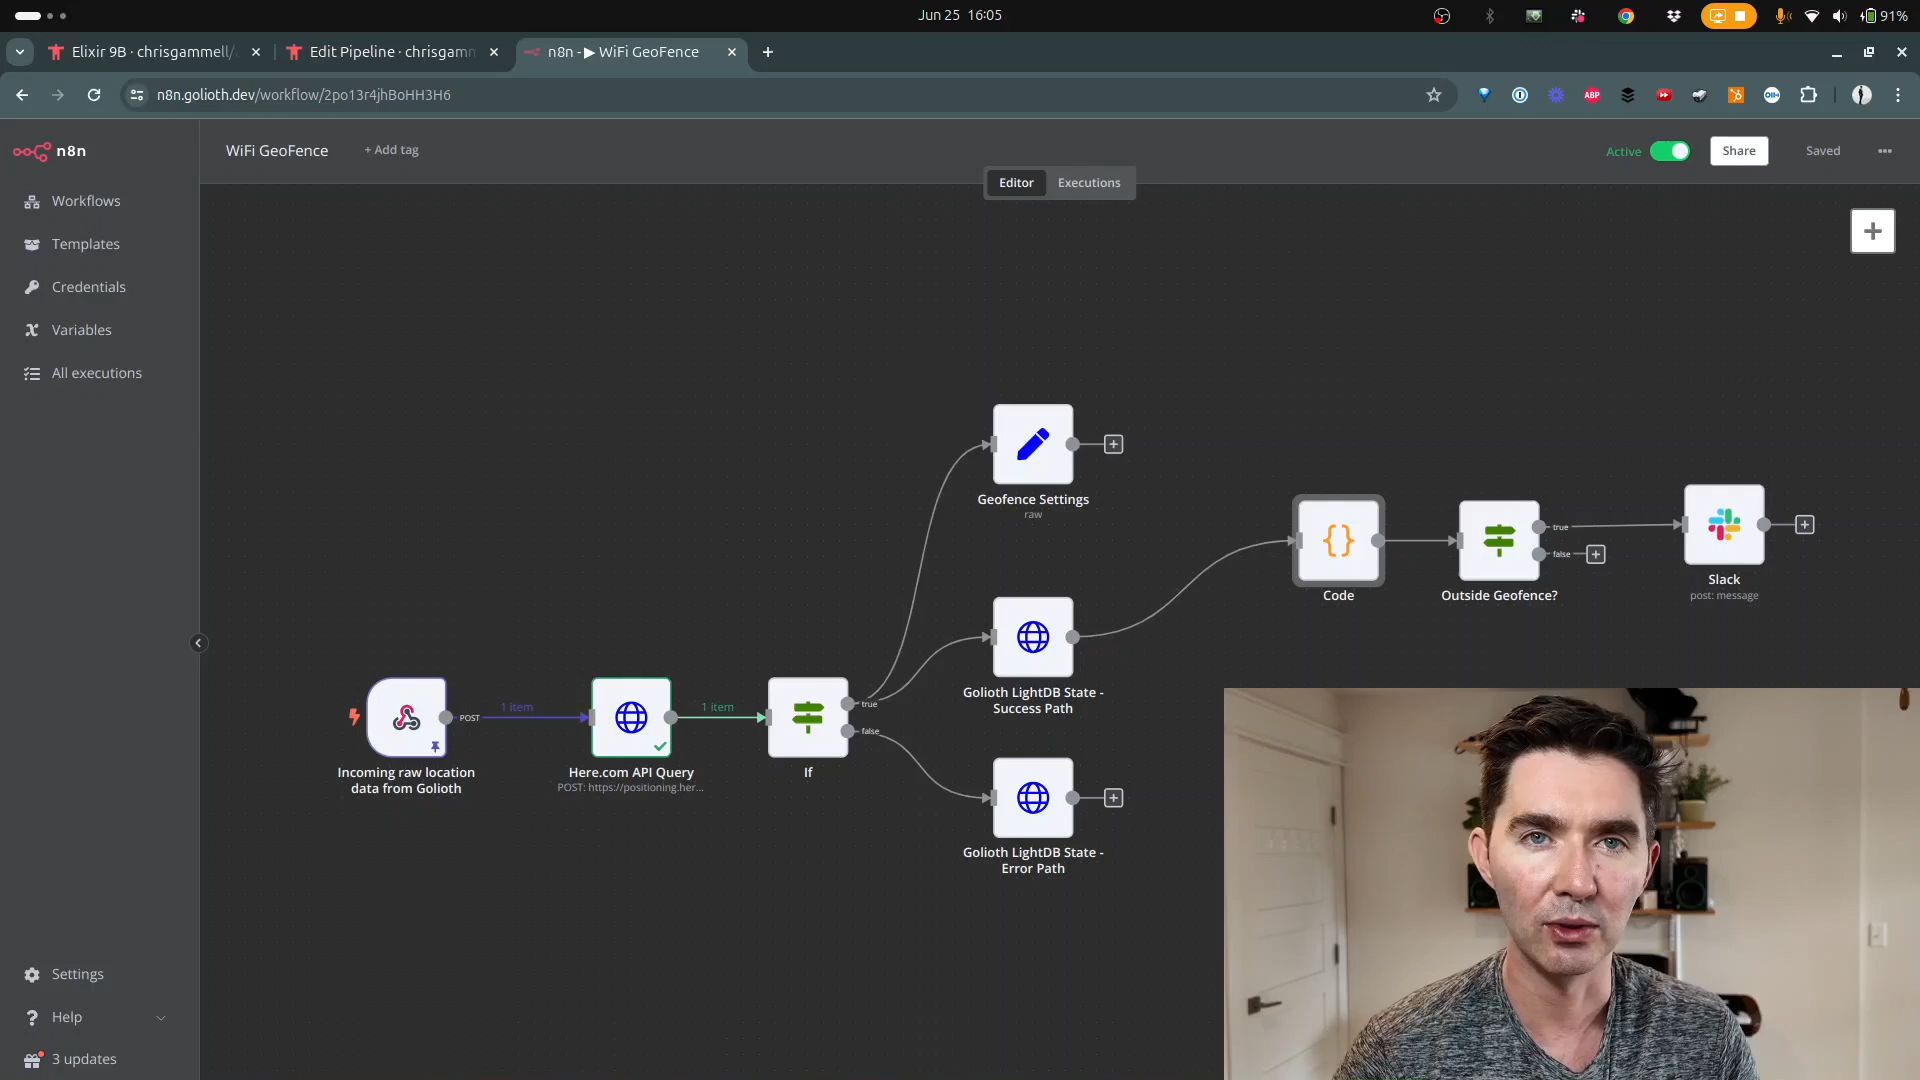 Jun 25 16:05
91%
Elixir 9B · chrisgammell/
Edit Pipeline · chrisgamm
n8n - ▶ WiFi GeoFence
n8n.golioth.dev/workflow/2po13r4jhBoHH3H6
ABP
n8n
WiFi GeoFence
+ Add tag
Active
Share
Saved
Editor
Executions
Workflows
Templates
Credentials
Variables
All executions
Geofence Settings
raw
Code
true
false
Outside Geofence?
Slack
post: message
Golioth LightDB State -
Success Path
POST
1 item
1 item
true
false
Incoming raw location
data from Golioth
Here.com API Query
POST: https://positioning.her...
If
Golioth LightDB State -
Error Path
Settings
Help
3 updates